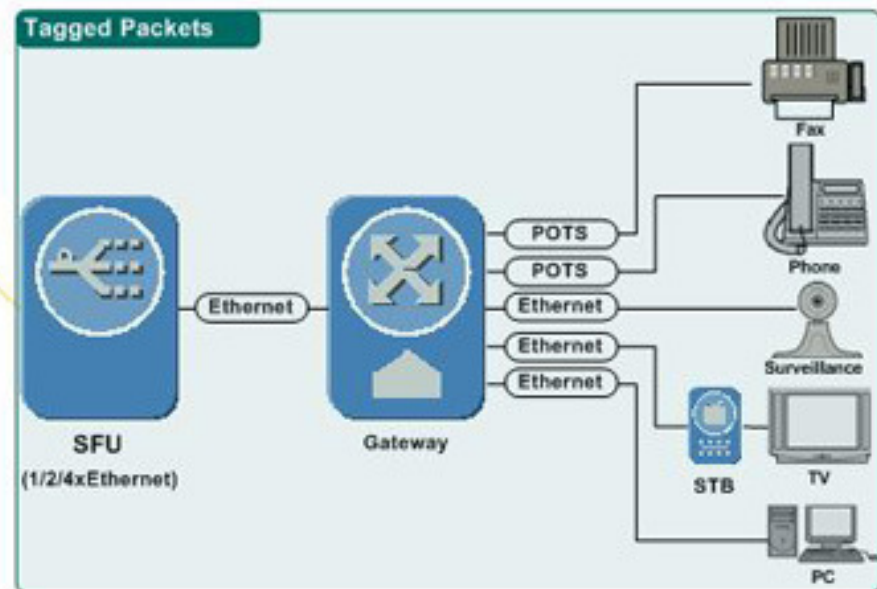 Tagged Packets
Fax
POTS
Phone
POTS
Ethernet
Ethernet
Surveillance
Ethernet
Ethernet
SFU
(1/2/4xEthernet)
Gateway
STB
TV
PC